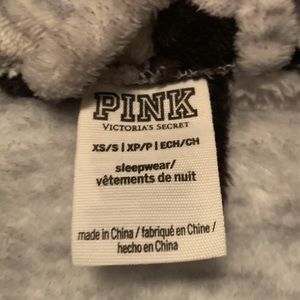 PINK
VICTORIA'S SECRET
XS/S | XP/P | ECH/CH
sleepwear/
vêtements de nuit
made in China / fabriqué en Chine /
hecho en China